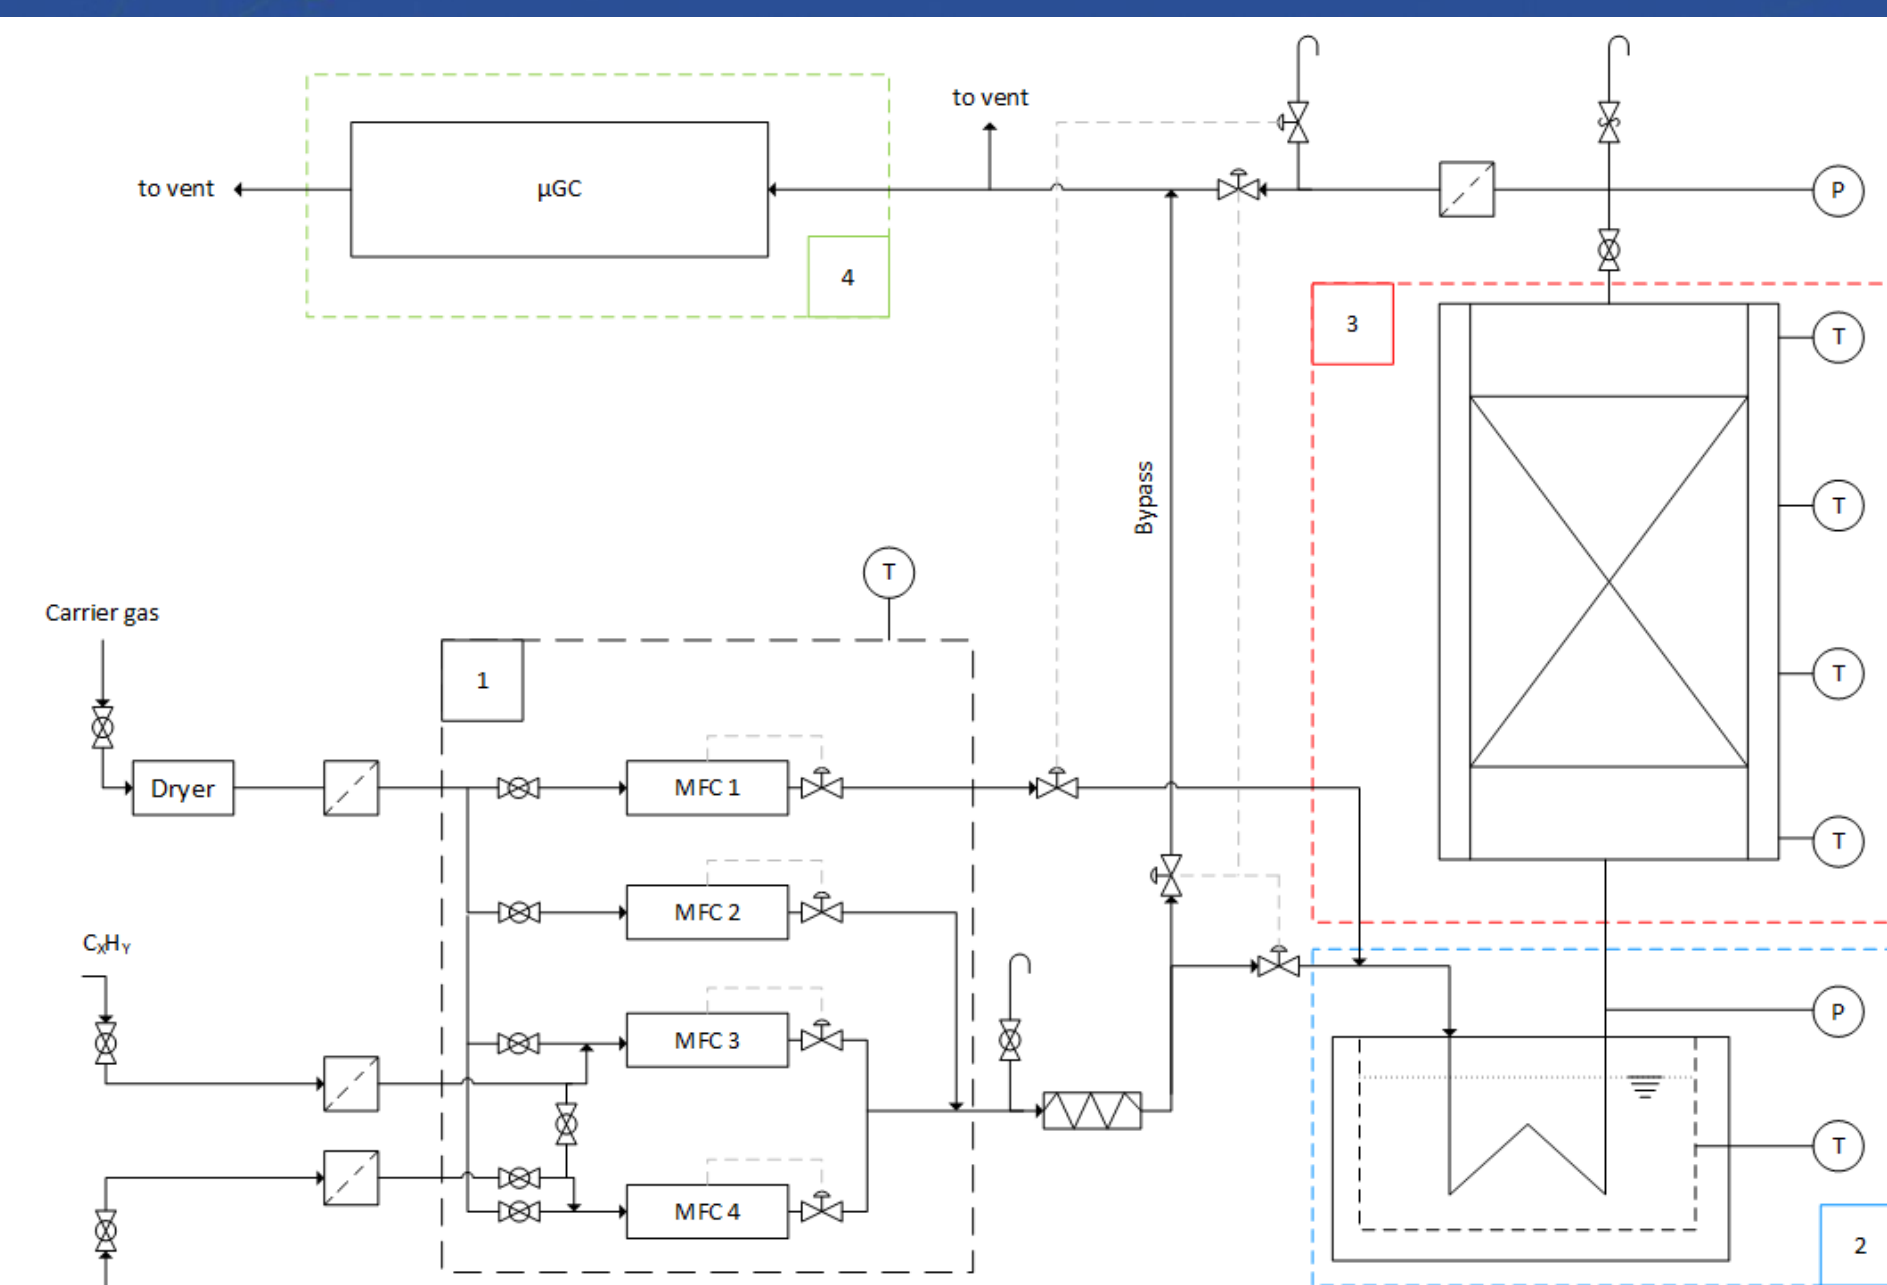 to vent
to vent
μGC
P
4
3
T
T
Bypass
T
T
Carrier gas
1
Dryer
MFC 1
T
MFC 2
CXHY
P
MFC 3
T
MFC 4
2